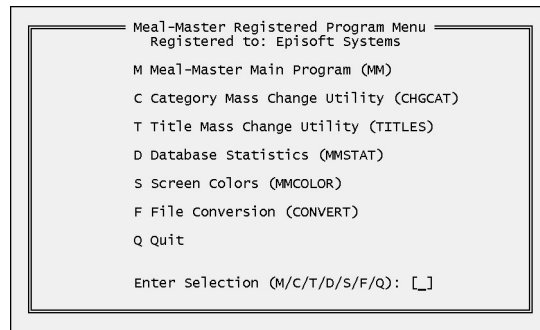 Meal-Master Registered Program Menu
Registered to: Episoft Systems
M Meal-Master Main Program (MM)
C Category Mass Change Utility (CHGCAT)
T Title Mass Change Utility (TITLES)
D Database Statistics (MMSTAT)
S Screen Colors (MMCOLOR)
F File Conversion (CONVERT)
Q Quit
Enter Selection (M/C/T/D/S/F/Q): [_]